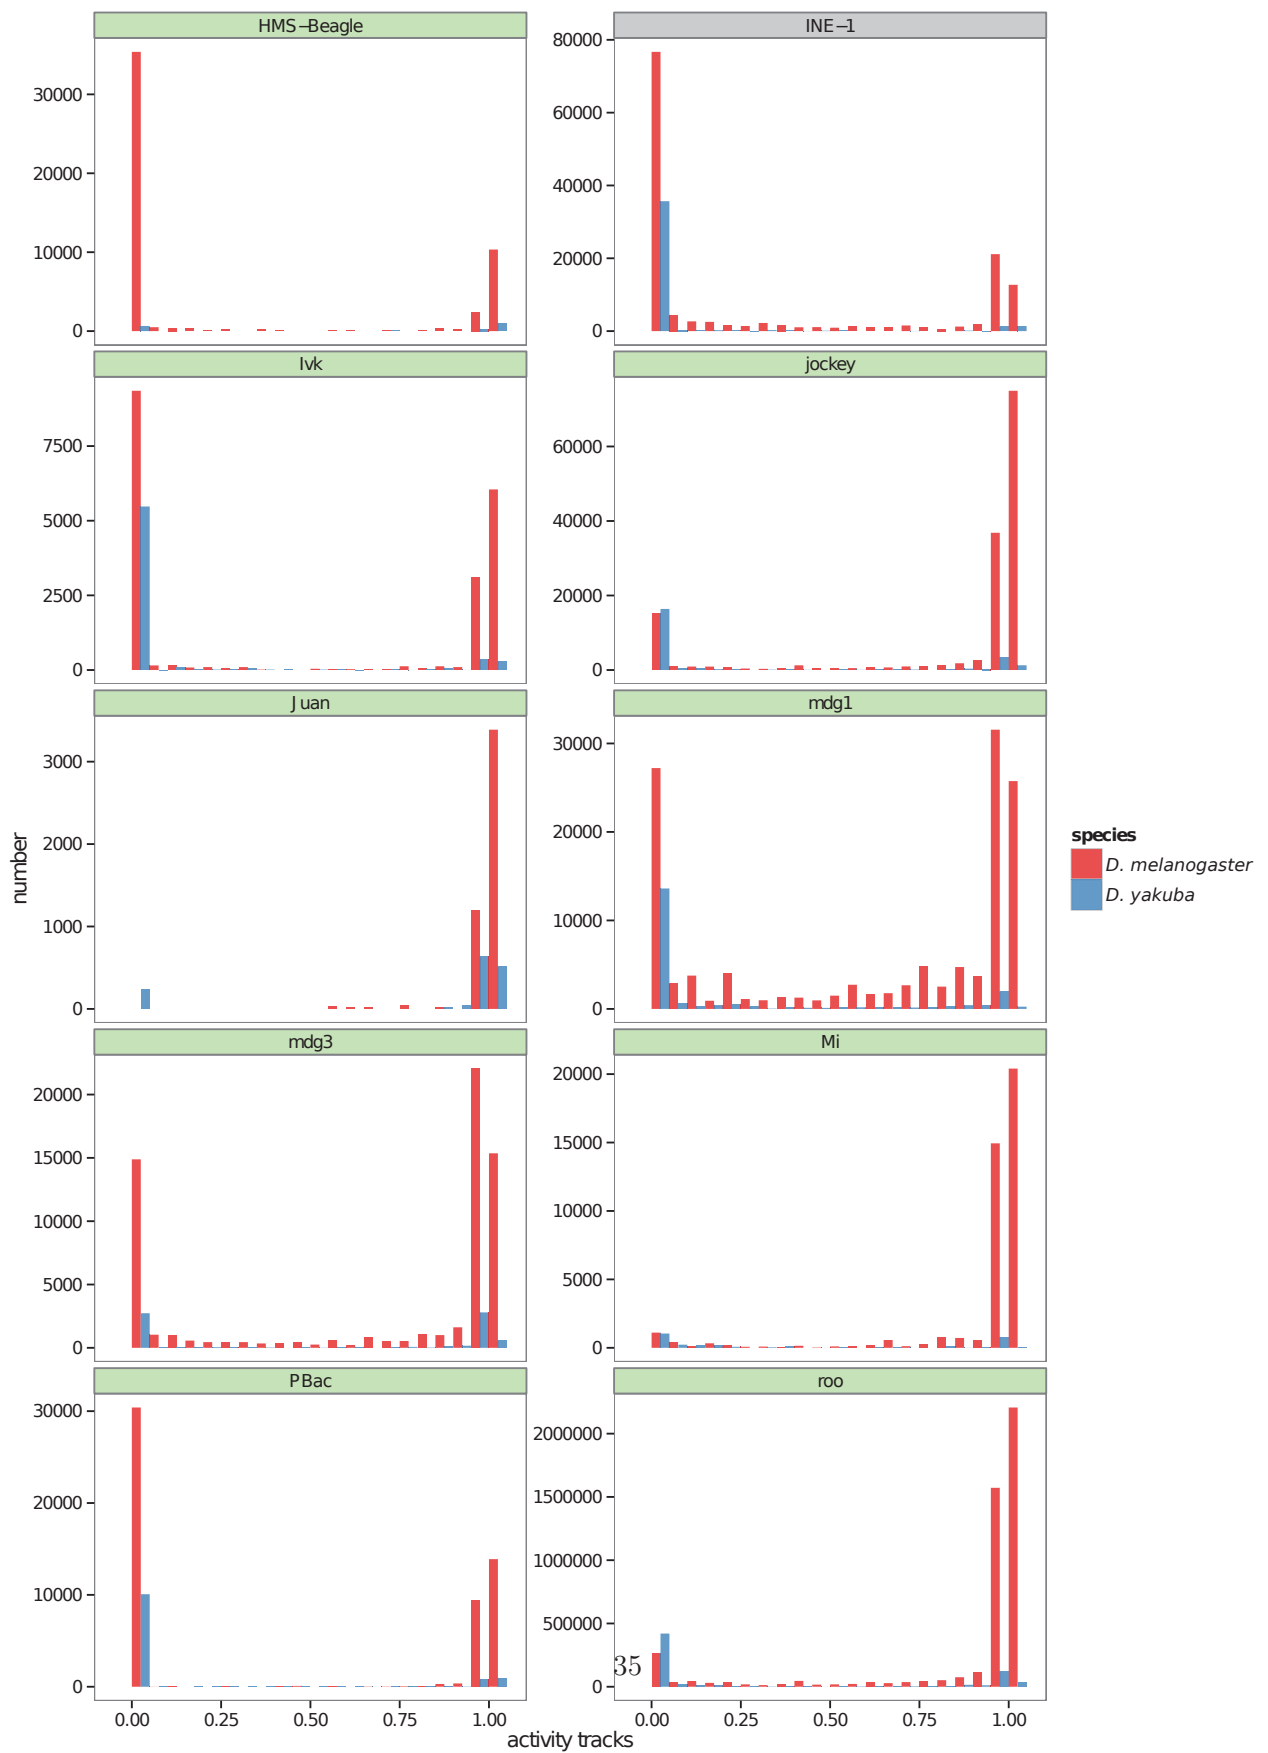 HMS−Beagle
INE−1
30000
20000
10000
0
80000
60000
40000
20000
0
Ivk
jockey
7500
5000
2500
0
60000
40000
20000
0
Juan
mdg1
3000
2000
1000
0
30000
20000
10000
0
number
species
D. melanogaster
D. yakuba
mdg3
Mi
20000
15000
10000
5000
0
20000
15000
10000
5000
0
PBac
roo
30000
20000
10000
0
2000000
1500000
1000000
500000
0
35
0.00 0.25 0.50 0.75 1.00
0.00 0.25 0.50 0.75 1.00
activity tracks